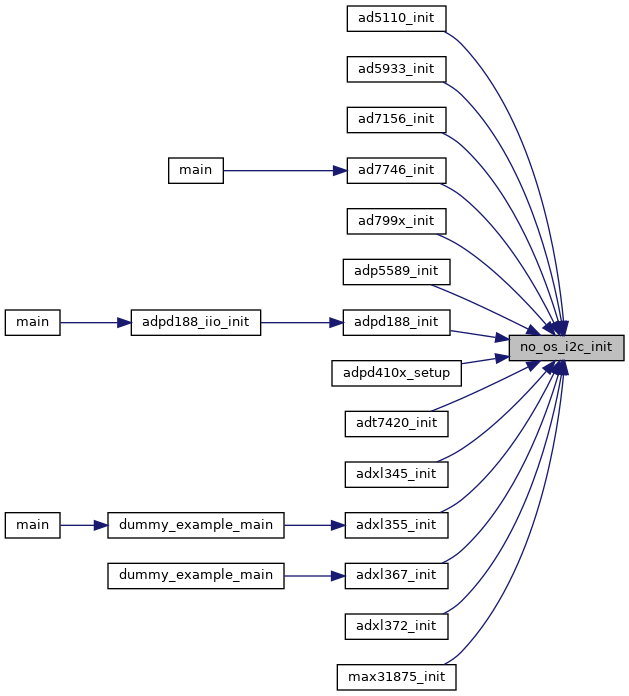 ad5110_init
ad5933_init
ad7156_init
main
ad7746_init
ad799x_init
adp5589_init
main
adpd188_iio_init
adpd188_init
no_os_i2c_init
adpd410x_setup
adt7420_init
adxl345_init
main
dummy_example_main
adxl355_init
dummy_example_main
adxl367_init
adxl372_init
max31875_init